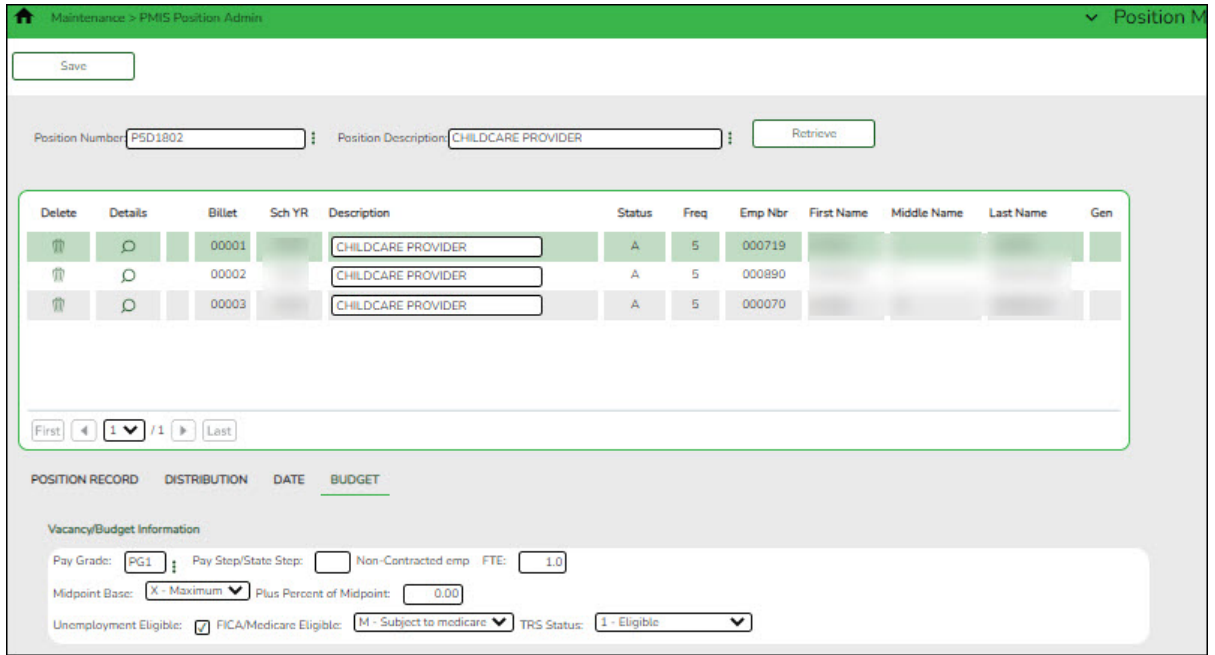 Maintenance > PMIS Position Admin Position M
Save
Position Number: P5D1802 Position Description: CHILDCARE PROVIDER Retrieve
Delete Details Billet Sch YR Description Status Freq Emp Nbr First Name Middle Name Last Name Gen
00001 CHILDCARE PROVIDER A 5 000719
00002 CHILDCARE PROVIDER A 5 000890
00003 CHILDCARE PROVIDER A 5 000070
First 1 / 1 Last
POSITION RECORD DISTRIBUTION DATE BUDGET
Vacancy/Budget Information
Pay Grade: PG1 Pay Step/State Step: Non-Contracted emp FTE: 1.0
Midpoint Base: X - Maximum Plus Percent of Midpoint: 0.00
Unemployment Eligible: FICA/Medicare Eligible: M - Subject to medicare TRS Status: 1 - Eligible